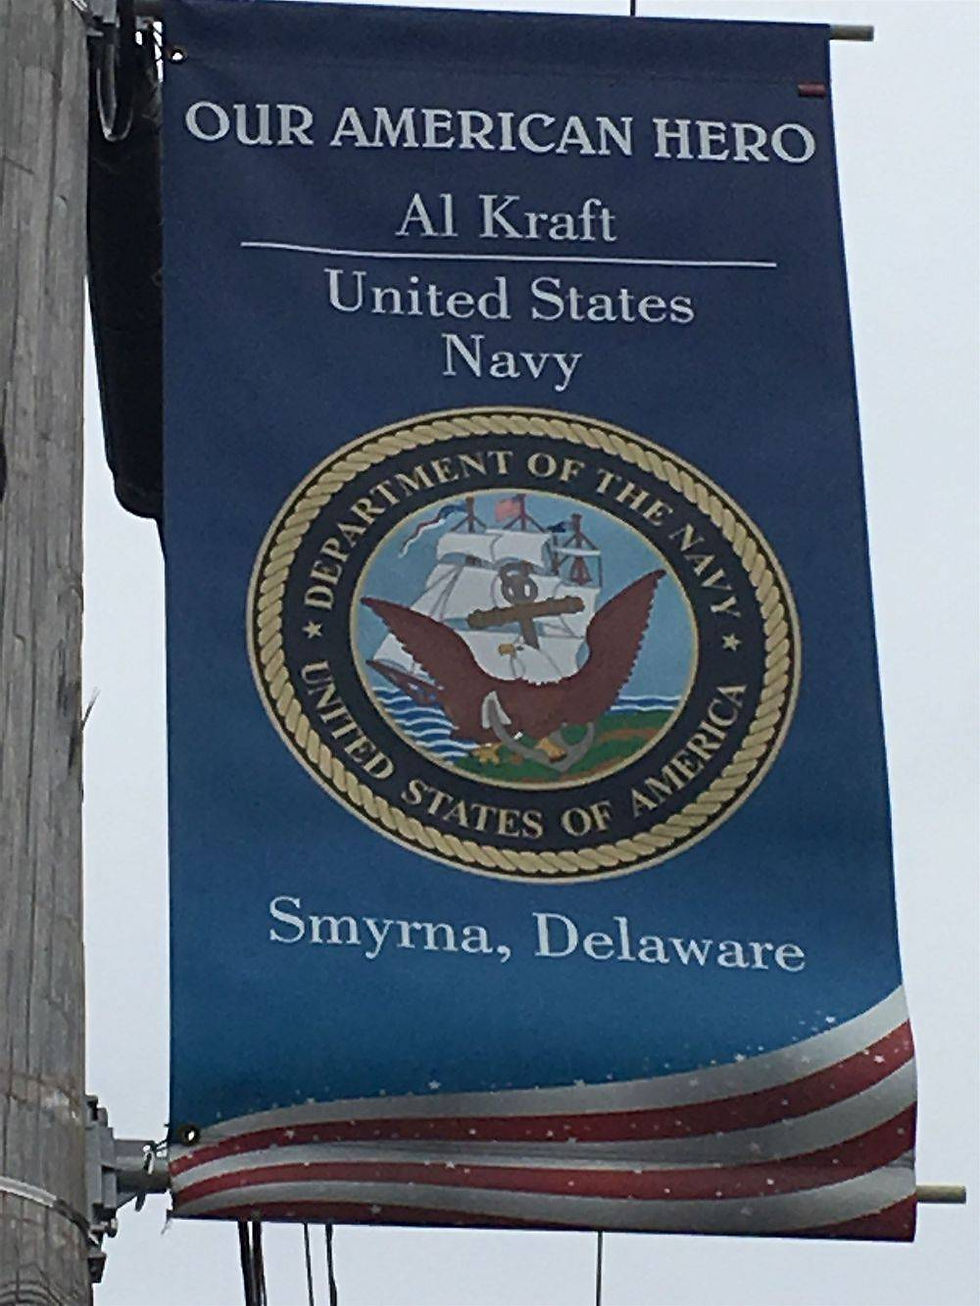 OUR AMERICAN HERO
Al Kraft
United States
Navy
DEPARTMENT OF THE NAVY
UNITED STATES OF AMERICA
Smyrna, Delaware